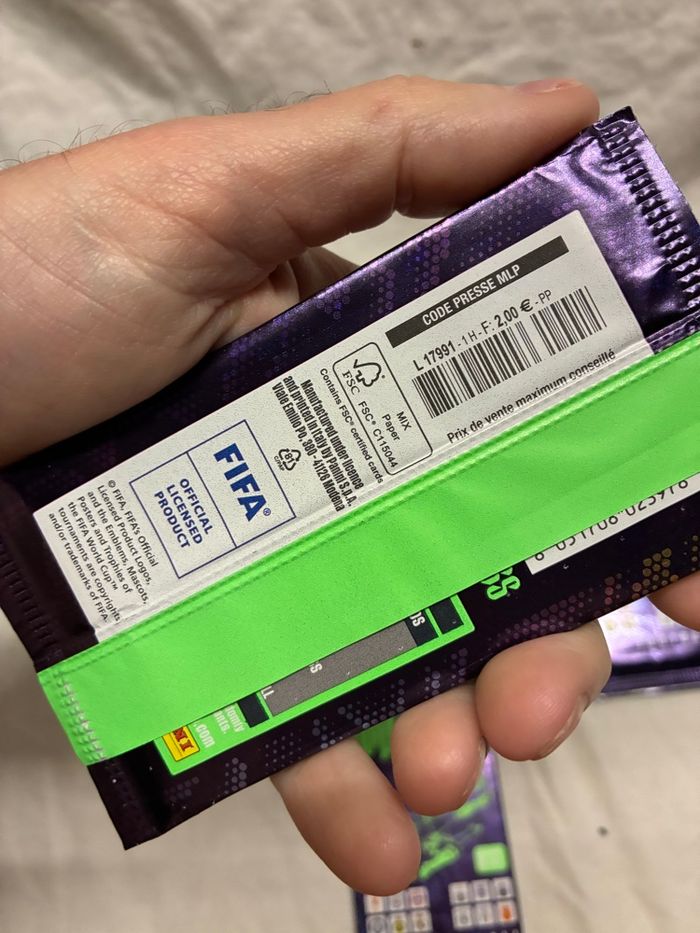 CODE PRESSE MLP
L 17991 - 1 H - F: 2,00 € - PP
Prix de vente maximum conseillé
FSC
MIX
Paper
FSC® C115044
Contains FSC® certified cards
Manufactured under licence
and printed in Italy by Panini S.p.A.
Viale Emilio Po, 380 - 41126 Modena
81
C/PAP
FIFA®
OFFICIAL
LICENSED
PRODUCT
© FIFA, FIFA's Official
Licensed Product Logos,
and the Emblems, Mascots,
Posters and Trophies of
the FIFA World Cup™
tournaments are copyrights
and/or trademarks of FIFA.
.com